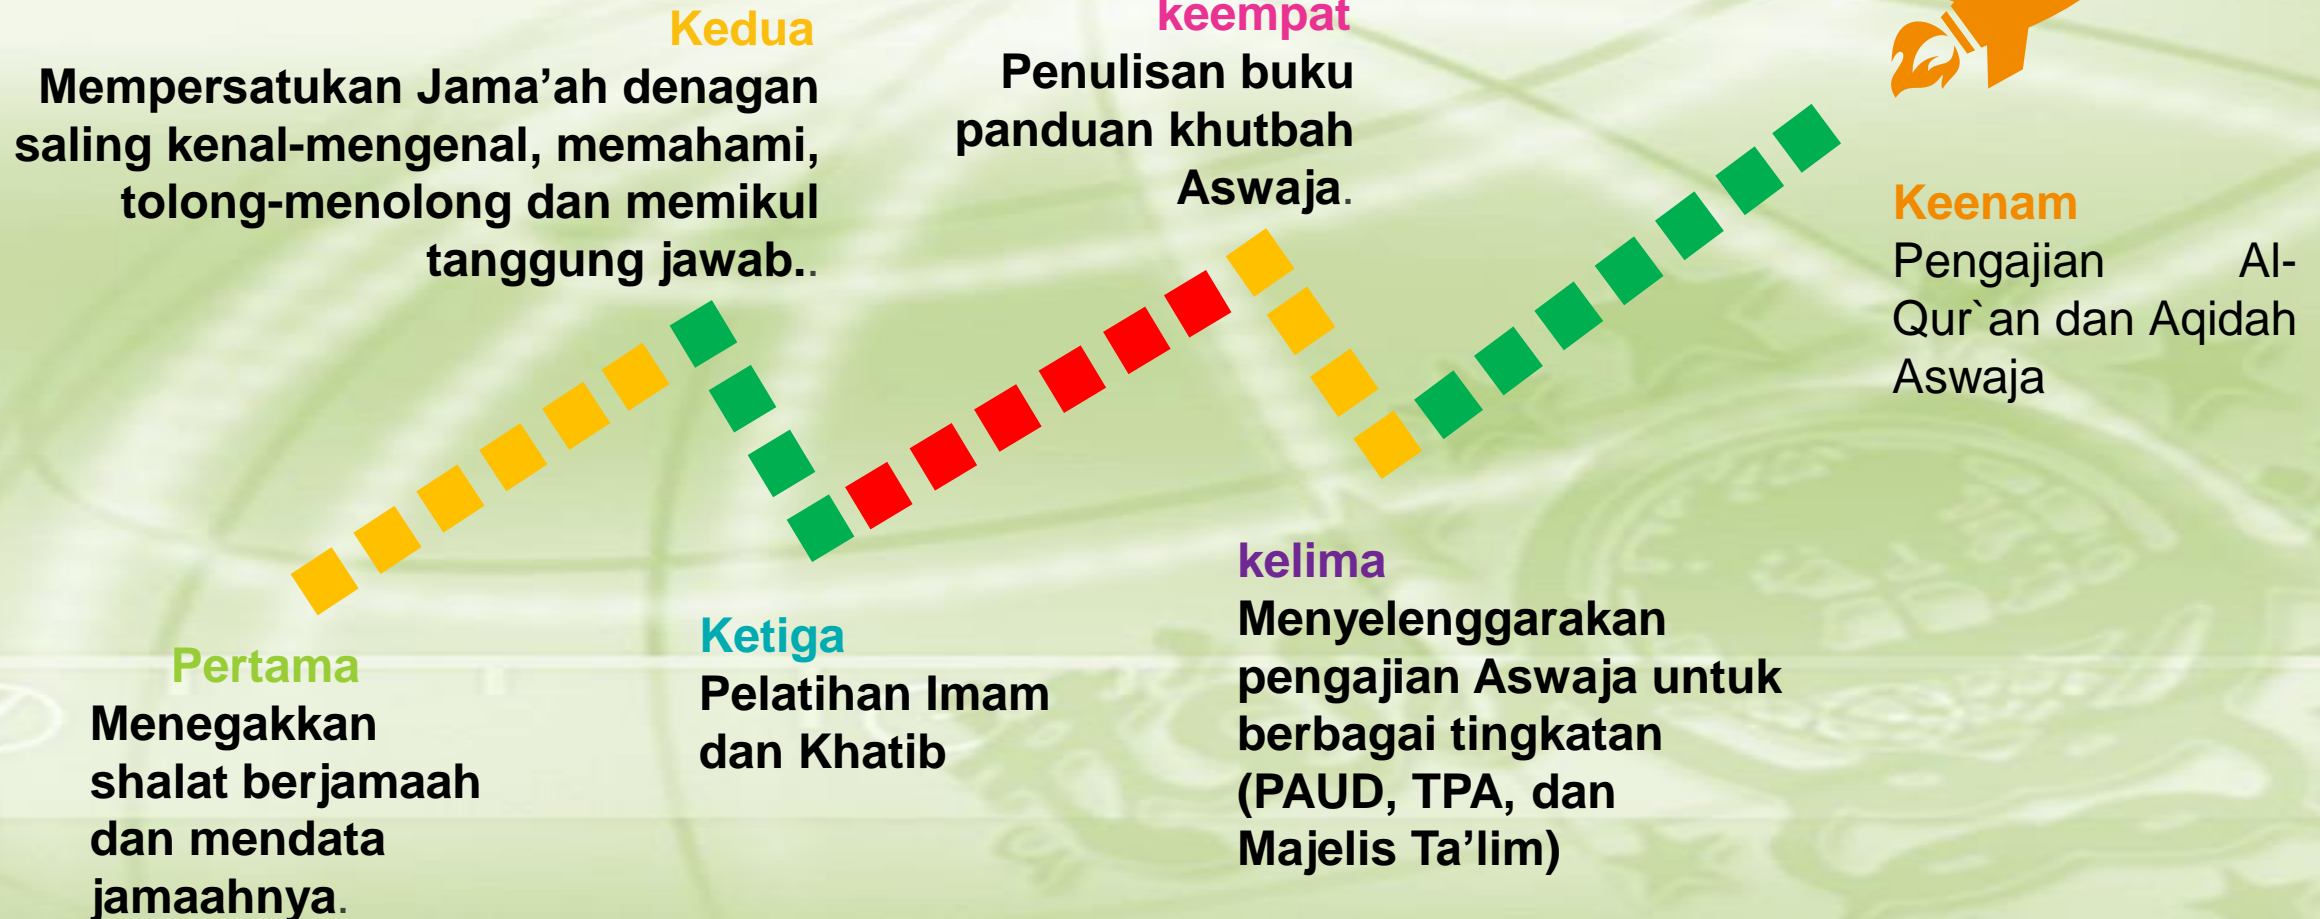 Pertama
Menegakkan
shalat berjamaah
dan mendata
jamaahnya.
Kedua
Mempersatukan Jama’ah denagan
saling kenal-mengenal, memahami,
tolong-menolong dan memikul
tanggung jawab..
Ketiga
Pelatihan Imam
dan Khatib
keempat
Penulisan buku
panduan khutbah
Aswaja.
kelima
Menyelenggarakan
pengajian Aswaja untuk
berbagai tingkatan
(PAUD, TPA, dan
Majelis Ta’lim)
Keenam
Pengajian Al-
Qur`an dan Aqidah
Aswaja